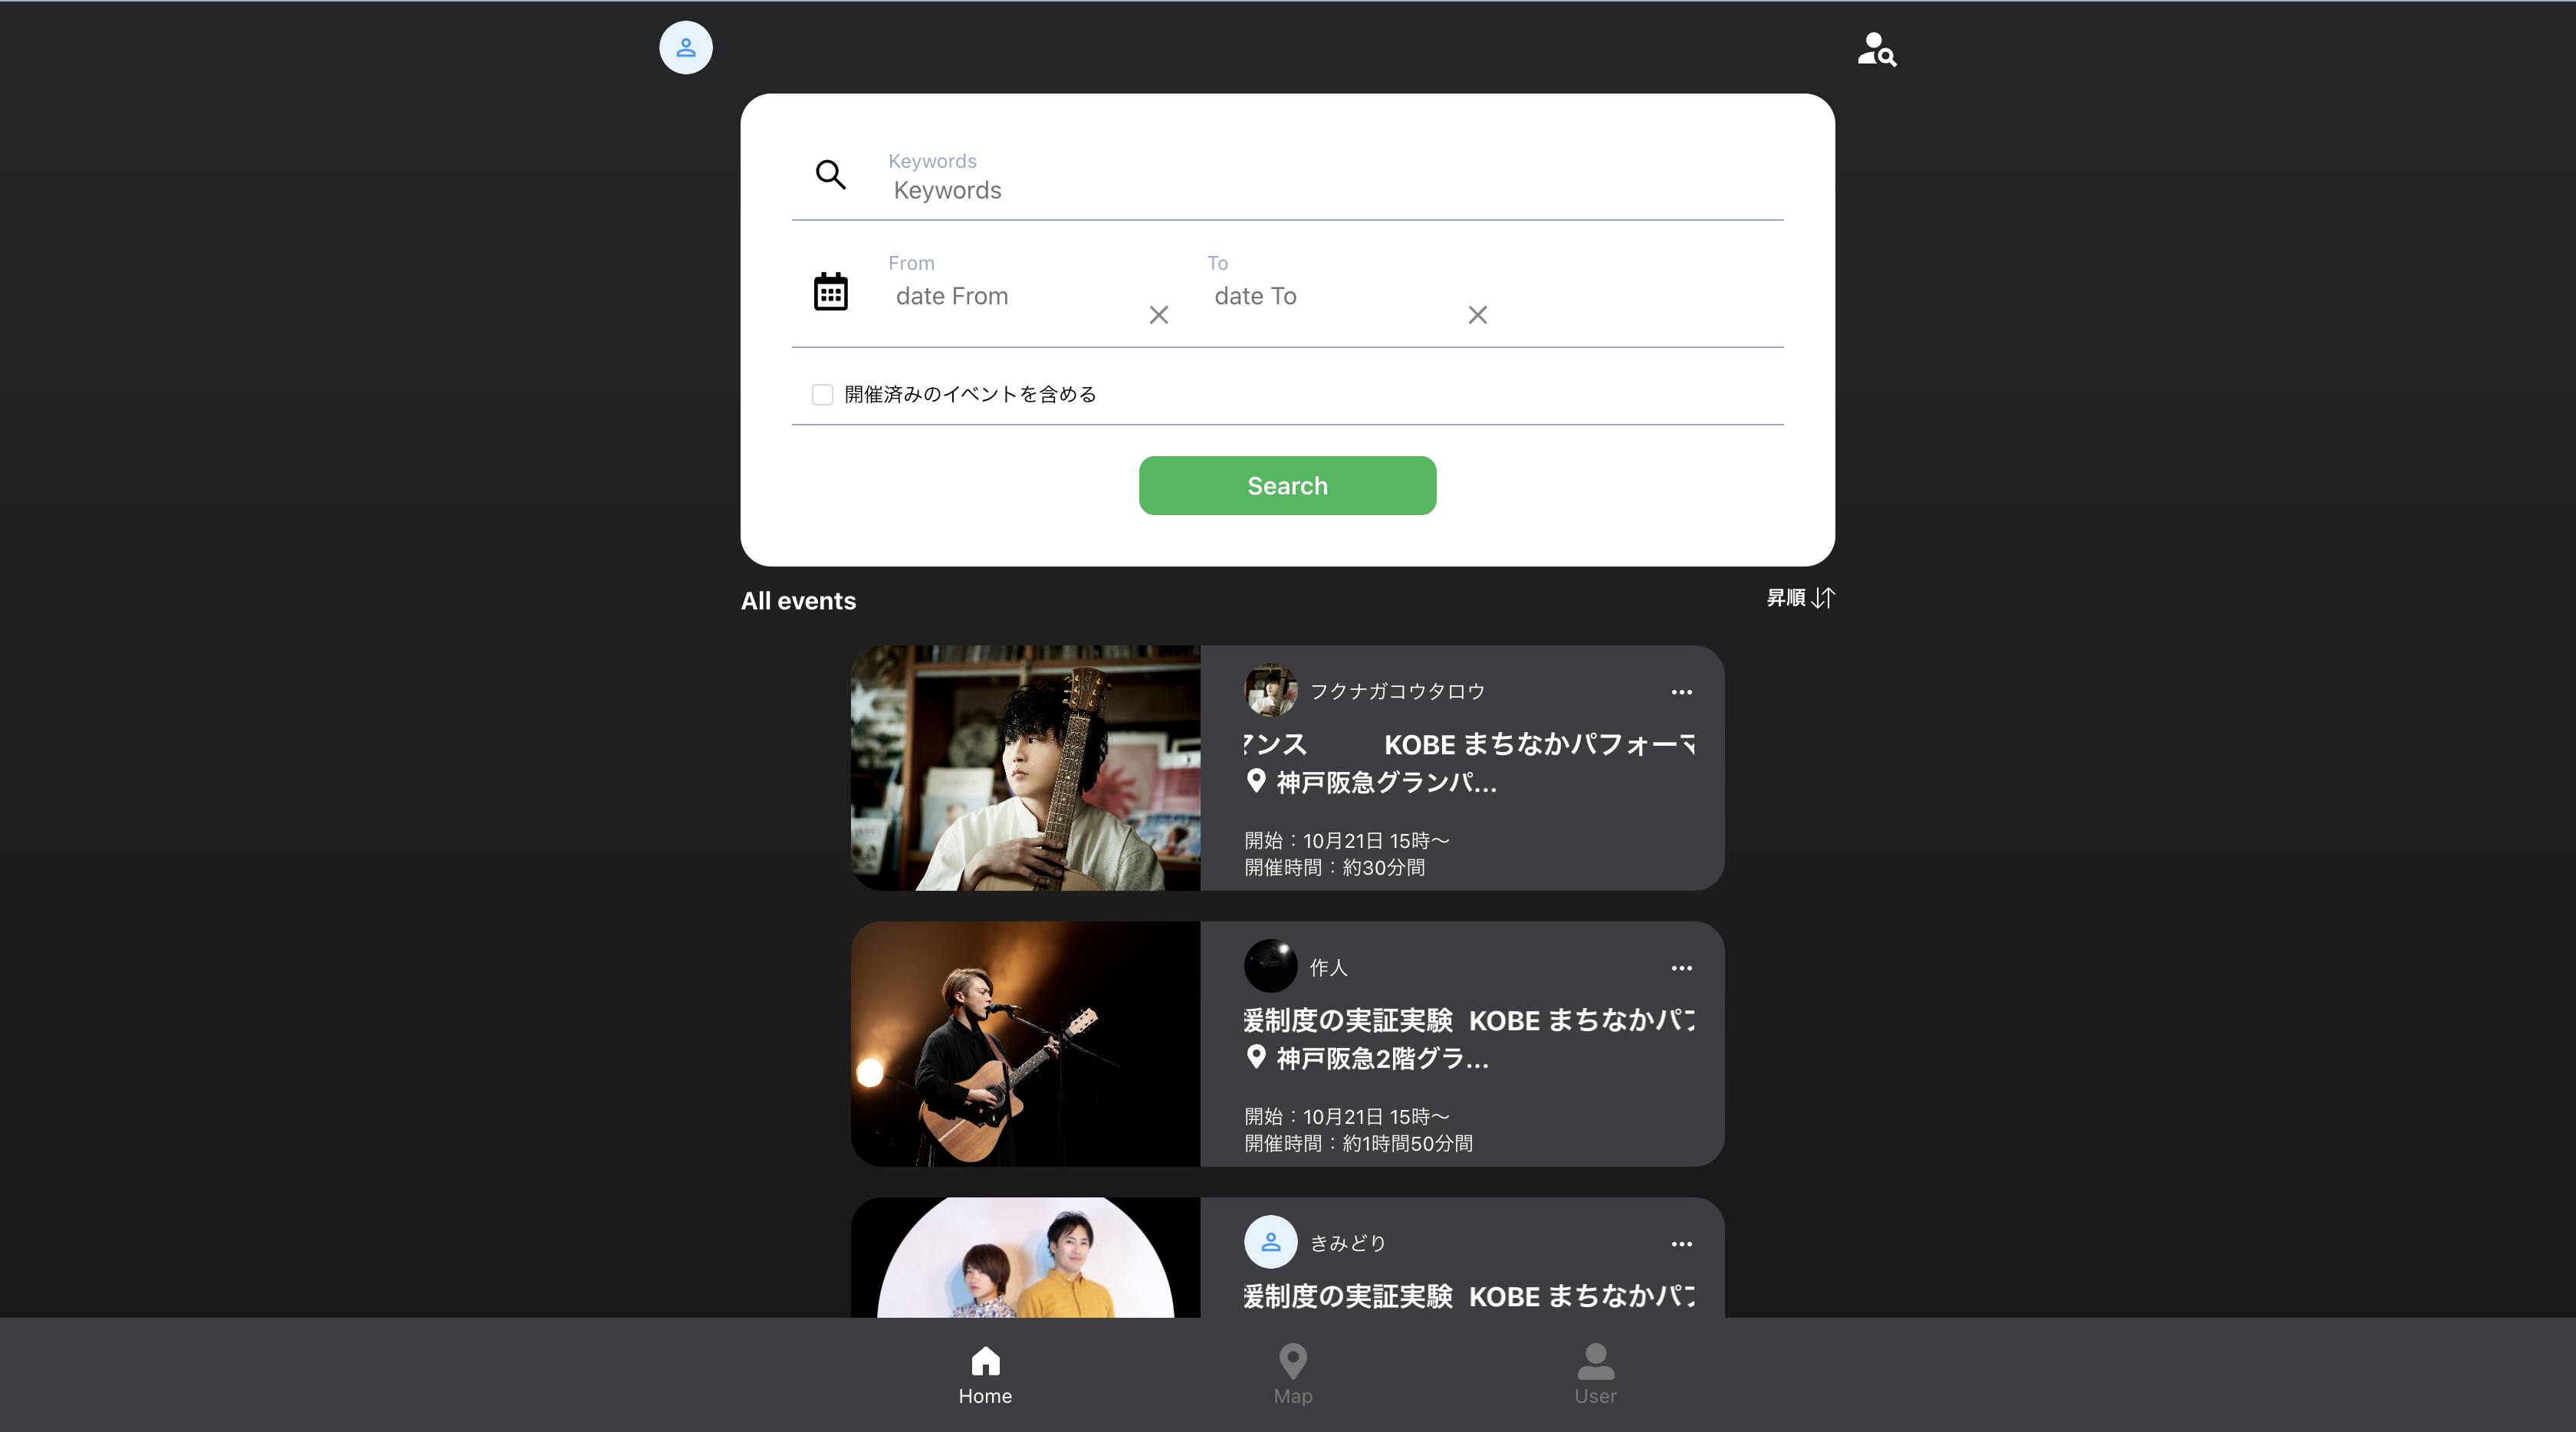 Keywords
Keywords
From
To
date From
date To
開催済みのイベントを含める
Search
All events
昇順
フクナガコウタロウ
マンス KOBE まちなかパフォーマ
神戸阪急グランパ...
開始：10月21日 15時〜
開催時間：約30分間
作人
援制度の実証実験 KOBE まちなかパフ
神戸阪急2階グラ...
開始：10月21日 15時〜
開催時間：約1時間50分間
きみどり
援制度の実証実験 KOBE まちなかパフ
Home
Map
User